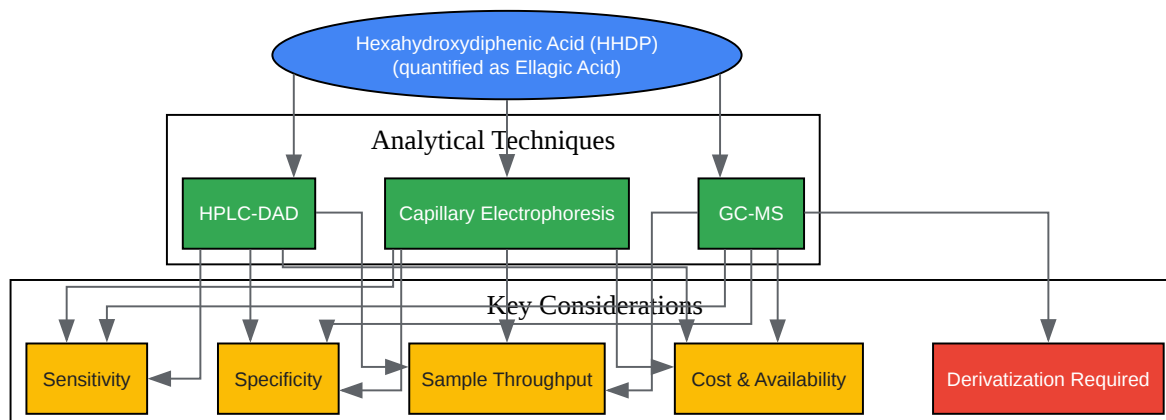 Hexahydroxydiphenic Acid (HHDP)
(quantified as Ellagic Acid)
Analytical Techniques
HPLC-DAD
Capillary Electrophoresis
GC-MS
Key Considerations
Sensitivity
Specificity
Sample Throughput
Cost & Availability
Derivatization Required